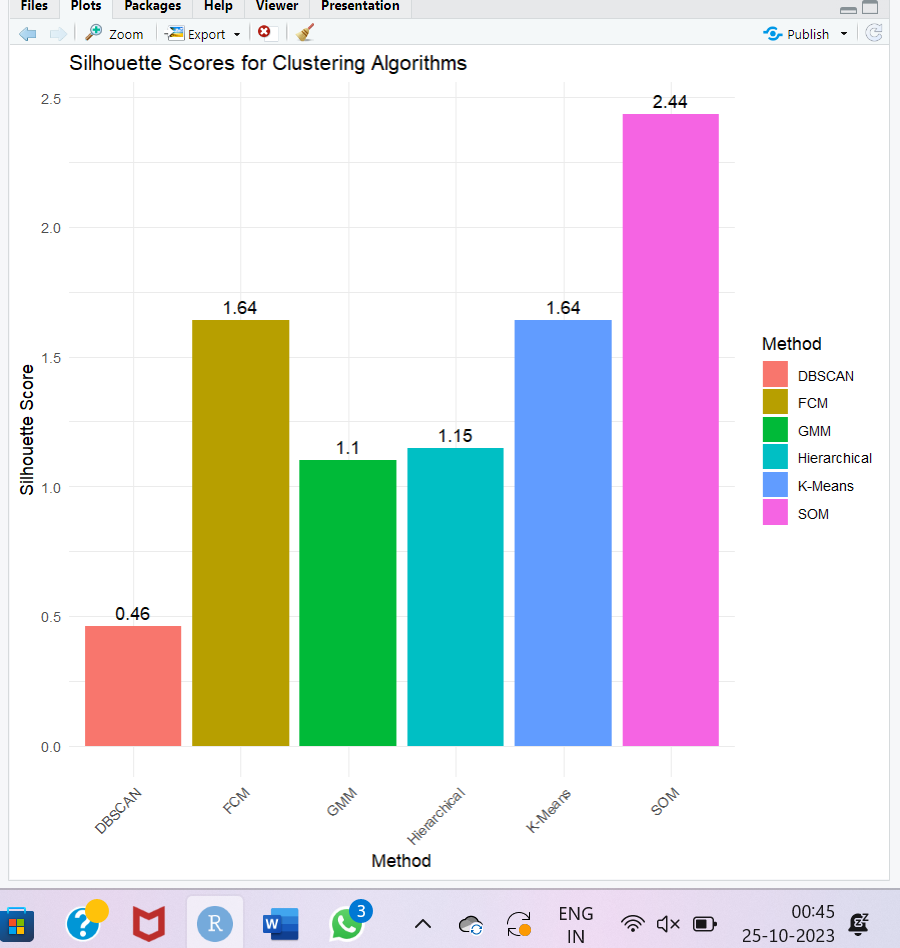 Files Plots Packages Help Viewer Presentation
Zoom Export Publish
Silhouette Scores for Clustering Algorithms
2.5
2.0
1.5
1.0
0.5
0.0
Silhouette Score
0.46
1.64
1.1
1.15
1.64
2.44
DBSCAN
FCM
GMM
Hierarchical
K-Means
SOM
Method
Method
DBSCAN
FCM
GMM
Hierarchical
K-Means
SOM
?
R
W
3
ENG
IN
00:45
25-10-2023
zz